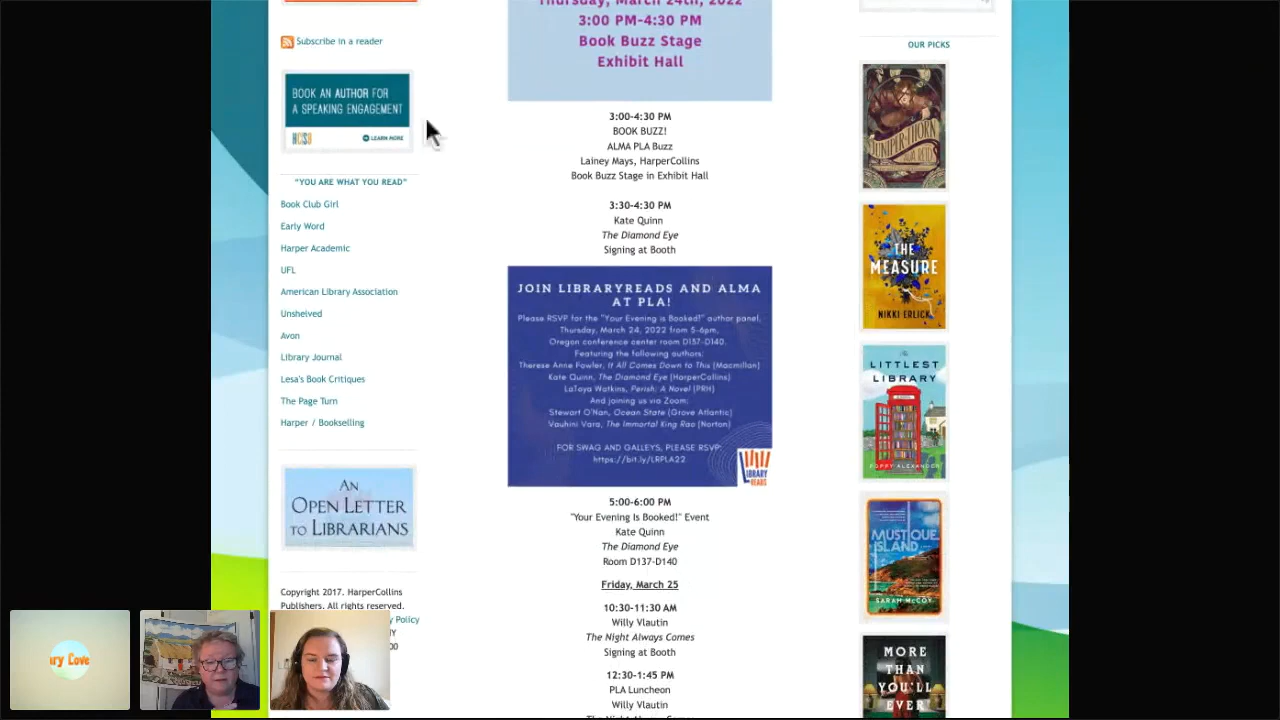 Subscribe in a reader
BOOK AN AUTHOR FOR
A SPEAKING ENGAGEMENT
HCSB
LEARN MORE
"YOU ARE WHAT YOU READ"
Book Club Girl
Early Word
Harper Academic
UFL
American Library Association
Unshelved
Avon
Library Journal
Lesa's Book Critiques
The Page Turn
Harper / Bookselling
AN
OPEN LETTER
TO LIBRARIANS
Copyright 2017. HarperCollins
Publishers. All rights reserved.
Policy
Thursday, March 24th, 2022
3:00 PM-4:30 PM
Book Buzz Stage
Exhibit Hall
3:00-4:30 PM
BOOK BUZZ!
ALMA PLA Buzz
Lainey Mays, HarperCollins
Book Buzz Stage in Exhibit Hall
3:30-4:30 PM
Kate Quinn
The Diamond Eye
Signing at Booth
JOIN LIBRARYREADS AND ALMA
AT PLA!
Please RSVP for the "Your Evening is Booked!" author panel,
Thursday, March 24, 2022 from 5-6pm,
Oregon conference center room D137-D140.
Featuring the following authors:
Therese Anne Fowler, It All Comes Down to This (Macmillan)
Kate Quinn, The Diamond Eye (HarperCollins)
LaToya Watkins, Perish: A Novel (PRH)
And joining us via Zoom:
Stewart O'Nan, Ocean State (Grove Atlantic)
Vauhini Vara, The Immortal King Rao (Norton)
FOR SWAG AND GALLEYS, PLEASE RSVP:
https://bit.ly/LRPLA22
LIBRARY
READS
5:00-6:00 PM
"Your Evening Is Booked!" Event
Kate Quinn
The Diamond Eye
Room D137-D140
Friday, March 25
10:30-11:30 AM
Willy Vlautin
The Night Always Comes
Signing at Booth
12:30-1:45 PM
PLA Luncheon
Willy Vlautin
The Night Always Comes
OUR PICKS
JUNIPER & THORN
AVA REID
THE
MEASURE
NIKKI ERLICK
THE
LITTLEST
LIBRARY
POPPY ALEXANDER
MUSTIQUE
ISLAND
SARAH McCOY
MORE
THAN
YOU'LL
EVER